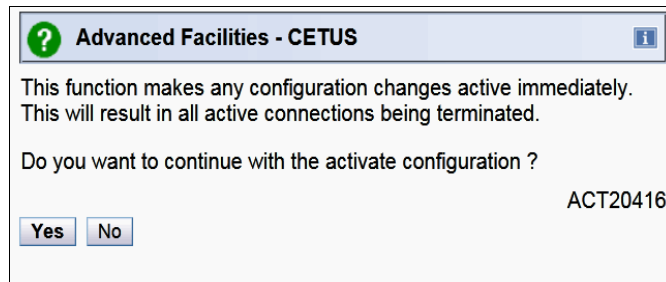 Advanced Facilities - CETUS
This function makes any configuration changes active immediately.
This will result in all active connections being terminated.
Do you want to continue with the activate configuration ?
ACT20416
Yes No